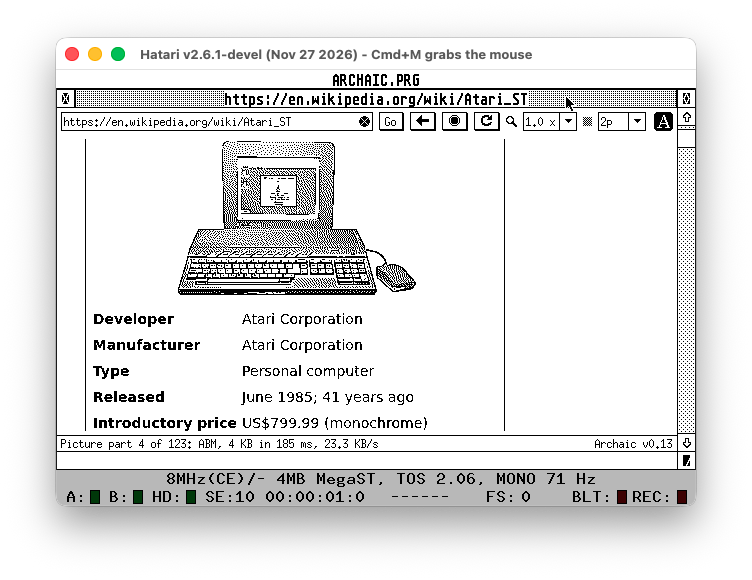 Hatari v2.6.1-devel (Nov 27 2026) - Cmd+M grabs the mouse
ARCHAIC.PRG
https://en.wikipedia.org/wiki/Atari_ST
https://en.wikipedia.org/wiki/Atari_ST Go 1.0 x 2p A
Developer Atari Corporation
Manufacturer Atari Corporation
Type Personal computer
Released June 1985; 41 years ago
Introductory price US$799.99 (monochrome)
Picture part 4 of 123: ABM, 4 KB in 185 ms, 23.3 KB/s Archaic v0.13
8MHz(CE)/- 4MB MegaST, TOS 2.06, MONO 71 Hz
A: B: HD: SE:10 00:00:01:0 ------ FS: 0 BLT: REC: